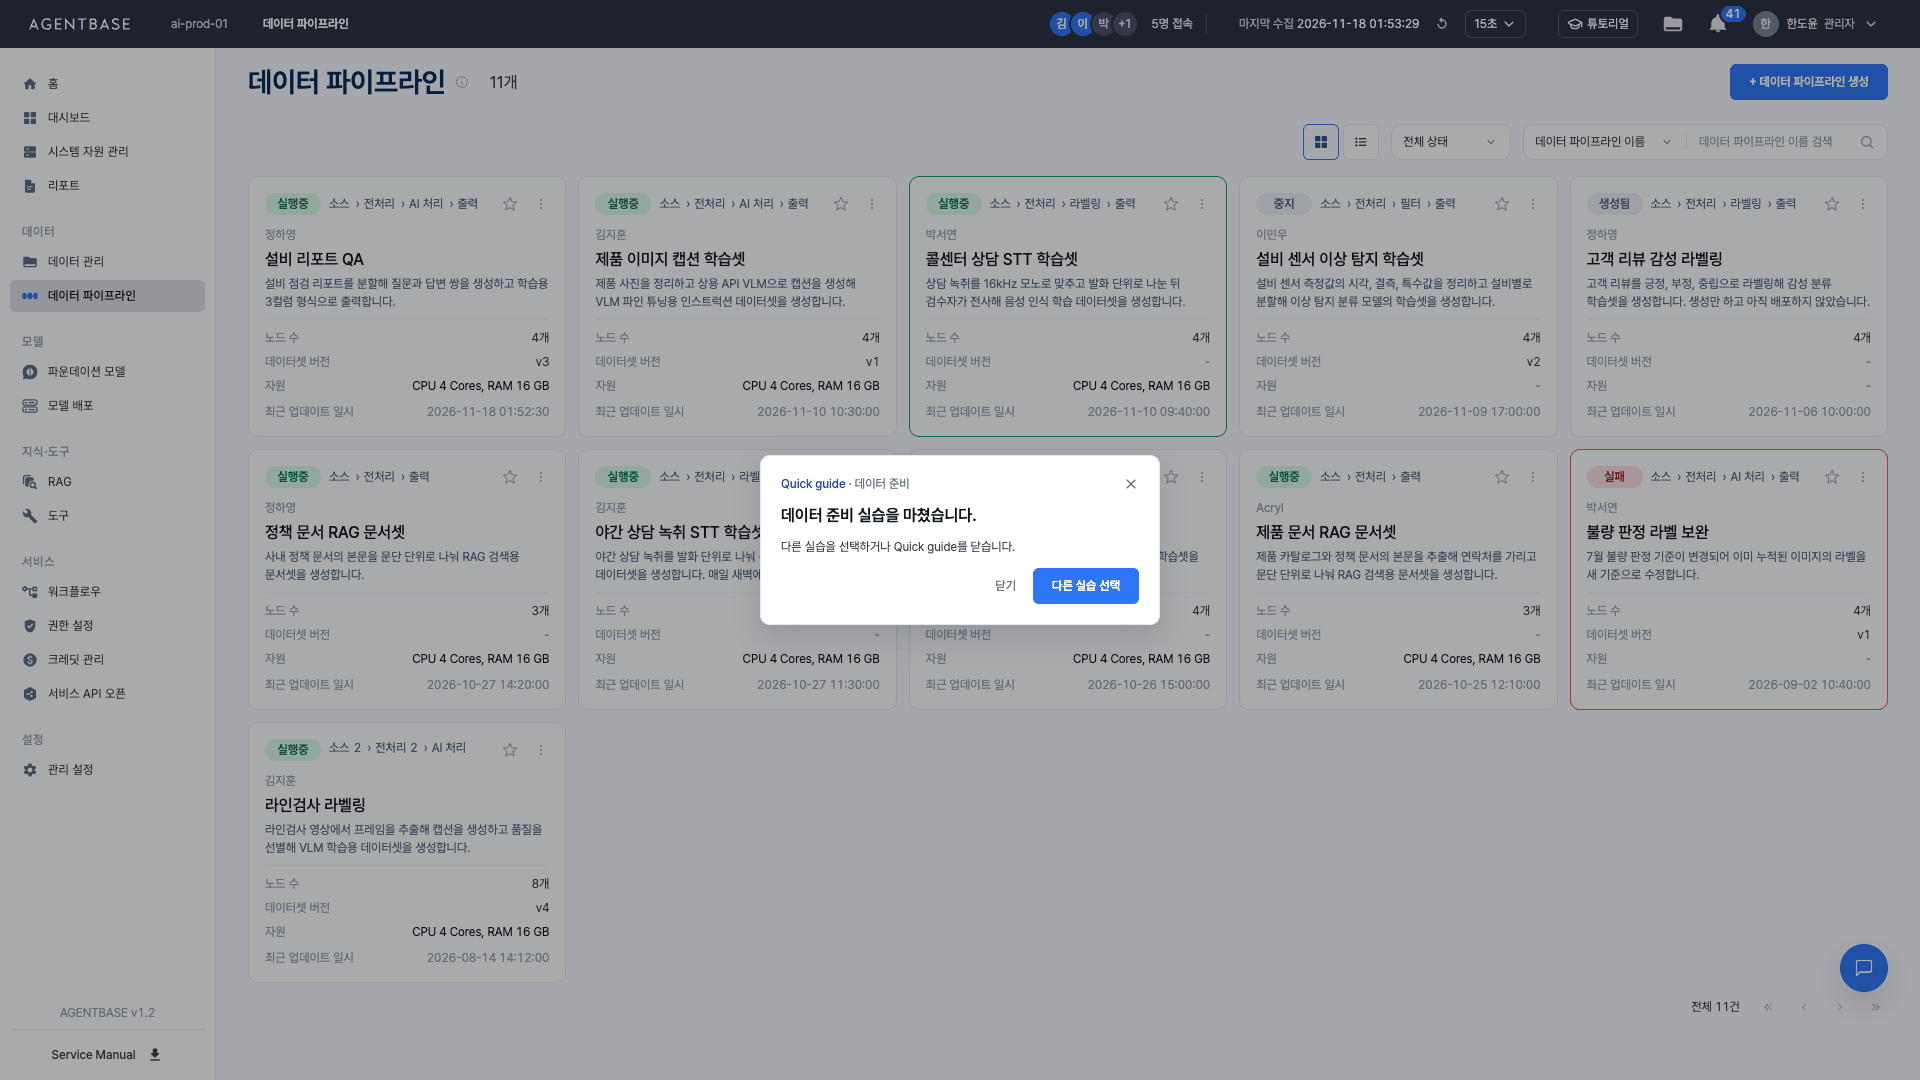 AGENTBASE
ai-prod-01
데이터 파이프라인
김 이 박 +1 5명 접속
마지막 수집 2026-11-18 01:53:29
15초
튜토리얼
41
한 한도윤 관리자
홈
대시보드
시스템 자원 관리
리포트
데이터
데이터 관리
데이터 파이프라인
모델
파운데이션 모델
모델 배포
지식·도구
RAG
도구
서비스
워크플로우
권한 설정
크레딧 관리
서비스 API 오픈
설정
관리 설정
AGENTBASE v1.2
Service Manual
데이터 파이프라인 11개
+ 데이터 파이프라인 생성
전체 상태
데이터 파이프라인 이름
데이터 파이프라인 이름 검색
실행중 소스 › 전처리 › AI 처리 › 출력
정하영
설비 리포트 QA
설비 점검 리포트를 분할해 질문과 답변 쌍을 생성하고 학습용
3컬럼 형식으로 출력합니다.
노드 수 4개
데이터셋 버전 v3
자원 CPU 4 Cores, RAM 16 GB
최근 업데이트 일시 2026-11-18 01:52:30
실행중 소스 › 전처리 › AI 처리 › 출력
김지훈
제품 이미지 캡션 학습셋
제품 사진을 정리하고 상용 API VLM으로 캡션을 생성해
VLM 파인 튜닝용 인스트럭션 데이터셋을 생성합니다.
노드 수 4개
데이터셋 버전 v1
자원 CPU 4 Cores, RAM 16 GB
최근 업데이트 일시 2026-11-10 10:30:00
실행중 소스 › 전처리 › 라벨링 › 출력
박서연
콜센터 상담 STT 학습셋
상담 녹취를 16kHz 모노로 맞추고 발화 단위로 나눈 뒤
검수자가 전사해 음성 인식 학습 데이터셋을 생성합니다.
노드 수 4개
데이터셋 버전 -
자원 CPU 4 Cores, RAM 16 GB
최근 업데이트 일시 2026-11-10 09:40:00
중지 소스 › 전처리 › 필터 › 출력
이민우
설비 센서 이상 탐지 학습셋
설비 센서 측정값의 시각, 결측, 특수값을 정리하고 설비별로
분할해 이상 탐지 분류 모델의 학습셋을 생성합니다.
노드 수 4개
데이터셋 버전 v2
자원 -
최근 업데이트 일시 2026-11-09 17:00:00
생성됨 소스 › 전처리 › 라벨링 › 출력
정하영
고객 리뷰 감성 라벨링
고객 리뷰를 긍정, 부정, 중립으로 라벨링해 감성 분류
학습셋을 생성합니다. 생성만 하고 아직 배포하지 않았습니다.
노드 수 4개
데이터셋 버전 -
자원 -
최근 업데이트 일시 2026-11-06 10:00:00
실행중 소스 › 전처리 › 출력
정하영
정책 문서 RAG 문서셋
사내 정책 문서의 본문을 문단 단위로 나눠 RAG 검색용
문서셋을 생성합니다.
노드 수 3개
데이터셋 버전 -
자원 CPU 4 Cores, RAM 16 GB
최근 업데이트 일시 2026-10-27 14:20:00
실행중 소스 › 전처리 › 라벨
김지훈
야간 상담 녹취 STT 학습셋
야간 상담 녹취를 발화 단위로 나눠
데이터셋을 생성합니다. 매일 새벽에
노드 수
데이터셋 버전 -
자원 CPU 4 Cores, RAM 16 GB
최근 업데이트 일시 2026-10-27 11:30:00
학습셋을
노드 수 4개
데이터셋 버전 -
자원 CPU 4 Cores, RAM 16 GB
최근 업데이트 일시 2026-10-26 15:00:00
실행중 소스 › 전처리 › 출력
Acryl
제품 문서 RAG 문서셋
제품 카탈로그와 정책 문서의 본문을 추출해 연락처를 가리고
문단 단위로 나눠 RAG 검색용 문서셋을 생성합니다.
노드 수 3개
데이터셋 버전 -
자원 CPU 4 Cores, RAM 16 GB
최근 업데이트 일시 2026-10-25 12:10:00
실패 소스 › 전처리 › AI 처리 › 출력
박서연
불량 판정 라벨 보완
7월 불량 판정 기준이 변경되어 이미 누적된 이미지의 라벨을
새 기준으로 수정합니다.
노드 수 4개
데이터셋 버전 v1
자원 -
최근 업데이트 일시 2026-09-02 10:40:00
실행중 소스 2 › 전처리 2 › AI 처리
김지훈
라인검사 라벨링
라인검사 영상에서 프레임을 추출해 캡션을 생성하고 품질을
선별해 VLM 학습용 데이터셋을 생성합니다.
노드 수 8개
데이터셋 버전 v4
자원 CPU 4 Cores, RAM 16 GB
최근 업데이트 일시 2026-08-14 14:12:00
Quick guide · 데이터 준비
데이터 준비 실습을 마쳤습니다.
다른 실습을 선택하거나 Quick guide를 닫습니다.
닫기
다른 실습 선택
전체 11건 « ‹ › »